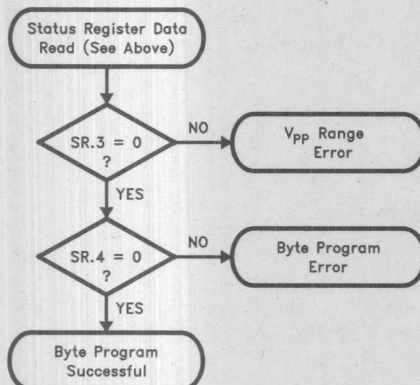 Status Register Data
Read (See Above)
SR.3 = 0
?
NO
V_PP Range
Error
YES
SR.4 = 0
?
NO
Byte Program
Error
YES
Byte Program
Successful